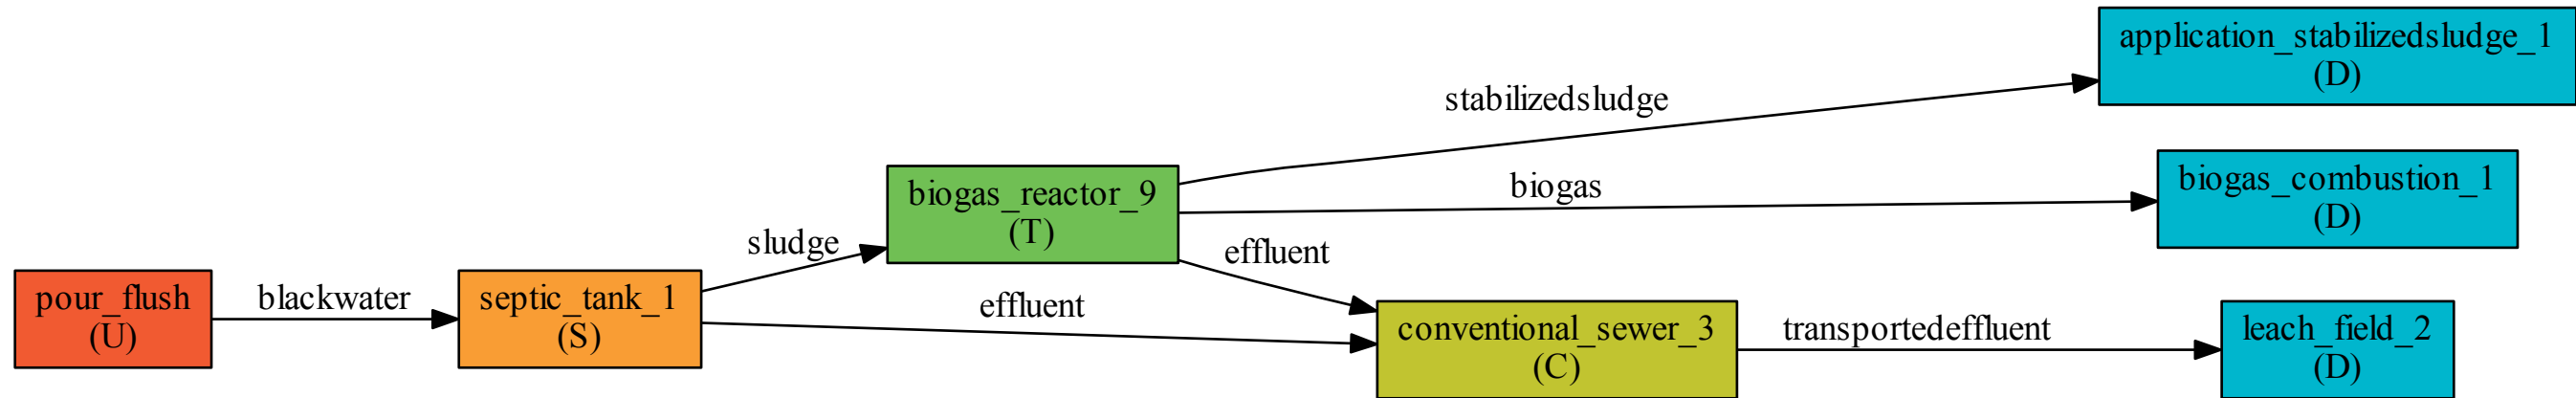 application_stabilizedsludge_1
(D)
stabilizedsludge
biogas_combustion_1
(D)
biogas
biogas_reactor_9
(T)
sludge
effluent
pour_flush
(U)
blackwater
septic_tank_1
(S)
effluent
conventional_sewer_3
(C)
transportedeffluent
leach_field_2
(D)